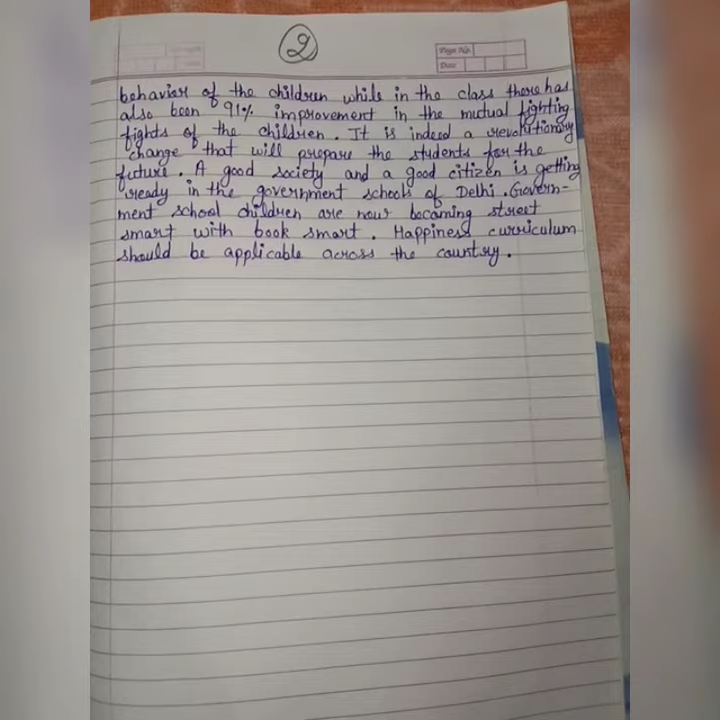 2
Page No.
Date
behavior of the children while in the class there has
also been 91% improvement in the mutual fighting
fights of the children. It is indeed a revolutionary
change that will prepare the students for the
future. A good society and a good citizen is getting
ready in the government schools of Delhi. Govern-
ment school children are now becoming street
smart with book smart. Happiness curriculum
should be applicable across the country.